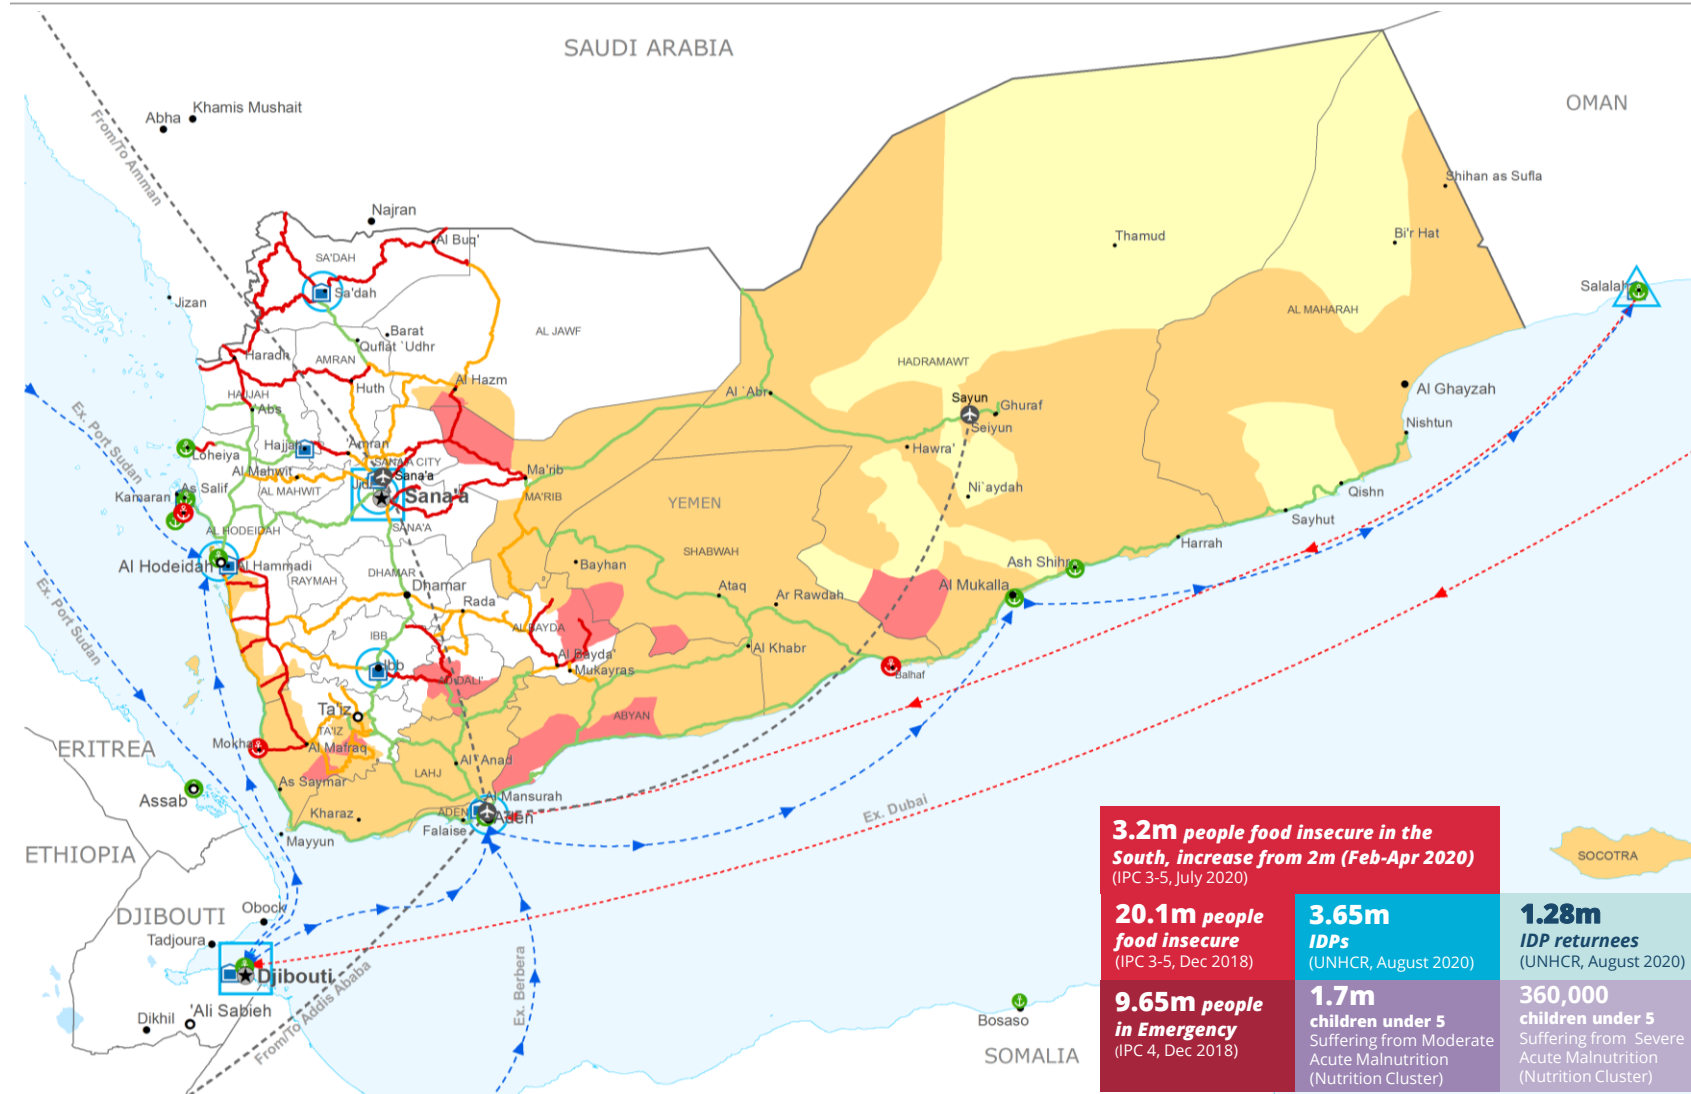 SAUDI ARABIA
OMAN
Khamis Mushait
Abha
From/To Amman
Shihan as Sufla
Najran
Bi'r Hat
Thamud
Al Buq'
SA'DAH
Sa'dah
Salalah
Jizan
AL MAHARAH
Barat
AL JAWF
Quflat `Udhr
Haradh
AMRAN
HADRAMAWT
Huth
Al Hazm
Al `Abr
Al Ghayzah
HAJJAH
Abs
Sayun
Ghuraf
Seiyun
Ex. Port Sudan
Nishtun
Hajjah
'Amran
Hawra'
Loheiya
SANA'A CITY
Al Mahwit
Ma'rib
Sana'a
As Salif
AL MAHWIT
Ni`aydah
Qishn
Kamaran
Sana'a
MA'RIB
YEMEN
Sayhut
AL HODEIDAH
SANA'A
Harrah
SHABWAH
Al Hodeidah
Al Hammadi
Bayhan
Ash Shihr
RAYMAH
DHAMAR
Dhamar
Ataq
Al Mukalla
Ar Rawdah
Rada
Ex. Port Sudan
AL BAYDA
IBB
Ibb
Al Bayda'
Al Khabr
Mukayras
Balhaf
AD DALI'
Ta'iz
ABYAN
TA'IZ
Mokha
Al Mafraq
ERITREA
Al 'Anad
LAHJ
As Saymar
Assab
Al Mansurah
Kharaz
ADEN
Aden
Ex. Dubai
Falaise
Mayyun
ETHIOPIA
SOCOTRA
DJIBOUTI
Obock
Tadjoura
Djibouti
From/To Addis Ababa
Ex. Berbera
'Ali Sabieh
Dikhil
Bosaso
SOMALIA
3.2m people food insecure in the
South, increase from 2m (Feb-Apr 2020)
(IPC 3-5, July 2020)
20.1m people
food insecure
(IPC 3-5, Dec 2018)
3.65m
IDPs
(UNHCR, August 2020)
1.28m
IDP returnees
(UNHCR, August 2020)
9.65m people
in Emergency
(IPC 4, Dec 2018)
1.7m
children under 5
Suffering from Moderate
Acute Malnutrition
(Nutrition Cluster)
360,000
children under 5
Suffering from Severe
Acute Malnutrition
(Nutrition Cluster)